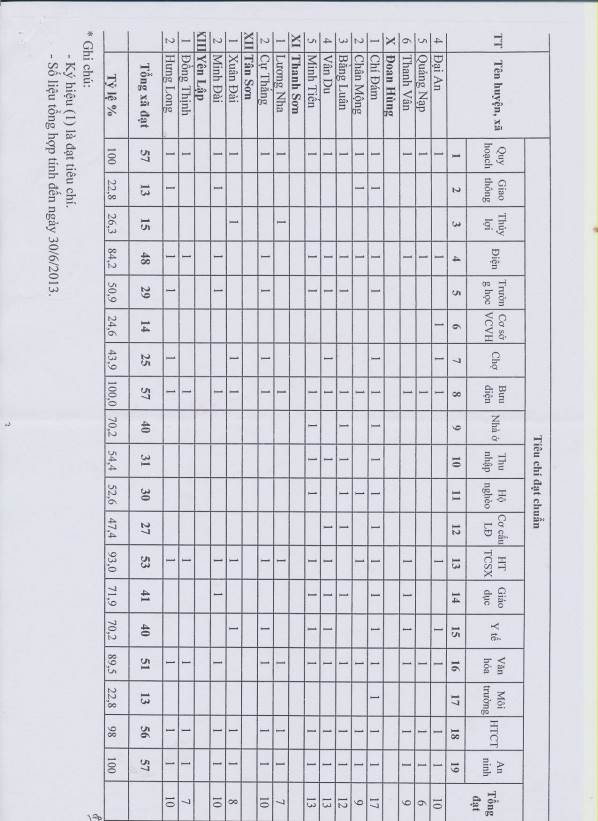 TT Tên huyện, xã Tiêu chí đạt chuẩn Tổng đạt
Quy hoạch Giao thông Thủy lợi Điện Trường học Cơ sở VCVH Chợ Bưu điện Nhà ở Thu nhập Hộ nghèo Cơ cấu LĐ HT TCSX Giáo dục Y tế Văn hóa Môi trường HTCT An ninh
1 2 3 4 5 6 7 8 9 10 11 12 13 14 15 16 17 18 19
4 Đại An 1 1 1 1 1 1 1 1 1 1 10
5 Quảng Nạp 1 1 1 1 1 1 6
6 Thanh Vân 1 1 1 1 1 1 1 1 1 9
X Đoan Hùng
1 Chí Đám 1 1 1 1 1 1 1 1 1 1 1 1 1 1 1 1 1 17
2 Chân Mộng 1 1 1 1 1 1 1 1 1 9
3 Bằng Luân 1 1 1 1 1 1 1 1 1 1 1 1 12
4 Vân Du 1 1 1 1 1 1 1 1 1 1 1 1 13
5 Minh Tiến 1 1 1 1 1 1 1 1 1 1 1 1 1 13
XI Thanh Sơn
1 Lương Nha 1 1 1 1 1 1 1 7
2 Cự Thắng 1 1 1 1 1 1 1 1 1 1 10
XII Tân Sơn
1 Xuân Đài 1 1 1 1 1 1 1 1 8
2 Minh Đài 1 1 1 1 1 1 1 1 1 1 10
XIII Yên Lập
1 Đồng Thịnh 1 1 1 1 1 1 1 7
2 Hưng Long 1 1 1 1 1 1 1 1 1 1 10
Tổng xã đạt 57 13 15 48 29 14 25 57 40 31 30 27 53 41 40 51 13 56 57
Tỷ lệ % 100 22,8 26,3 84,2 50,9 24,6 43,9 100,0 70,2 54,4 52,6 47,4 93,0 71,9 70,2 89,5 22,8 98 100
* Ghi chú:
- Ký hiệu (1) là đạt tiêu chí.
- Số liệu tổng hợp tính đến ngày 30/6/2013.